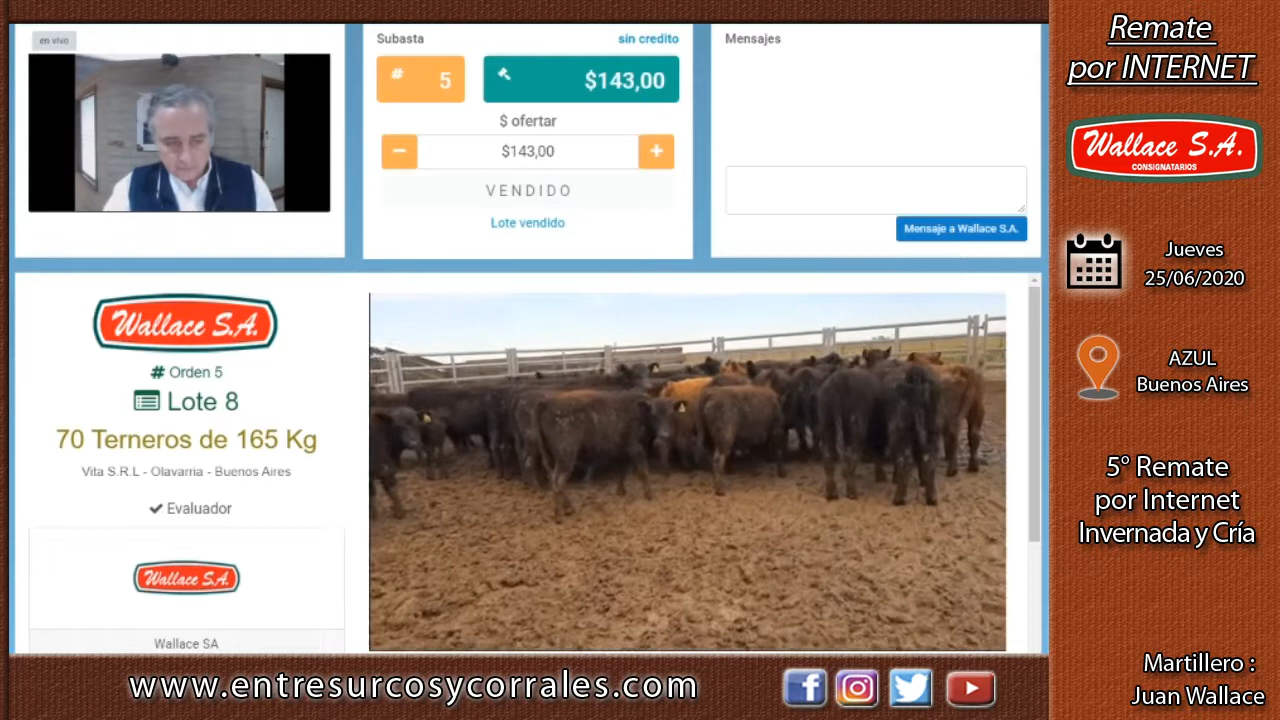 en vivo
Subasta
sin credito
# 5
$143,00
$ ofertar
− $143,00 +
VENDIDO
Lote vendido
Mensajes
Mensaje a Wallace S.A.
Wallace S.A.
# Orden 5
Lote 8
70 Terneros de 165 Kg
Vita S.R.L - Olavarria - Buenos Aires
Evaluador
Wallace S.A.
Wallace SA
Remate
por INTERNET
Wallace S.A.
CONSIGNATARIOS
Jueves
25/06/2020
AZUL
Buenos Aires
5° Remate
por Internet
Invernada y Cría
Martillero :
Juan Wallace
www.entresurcosycorrales.com